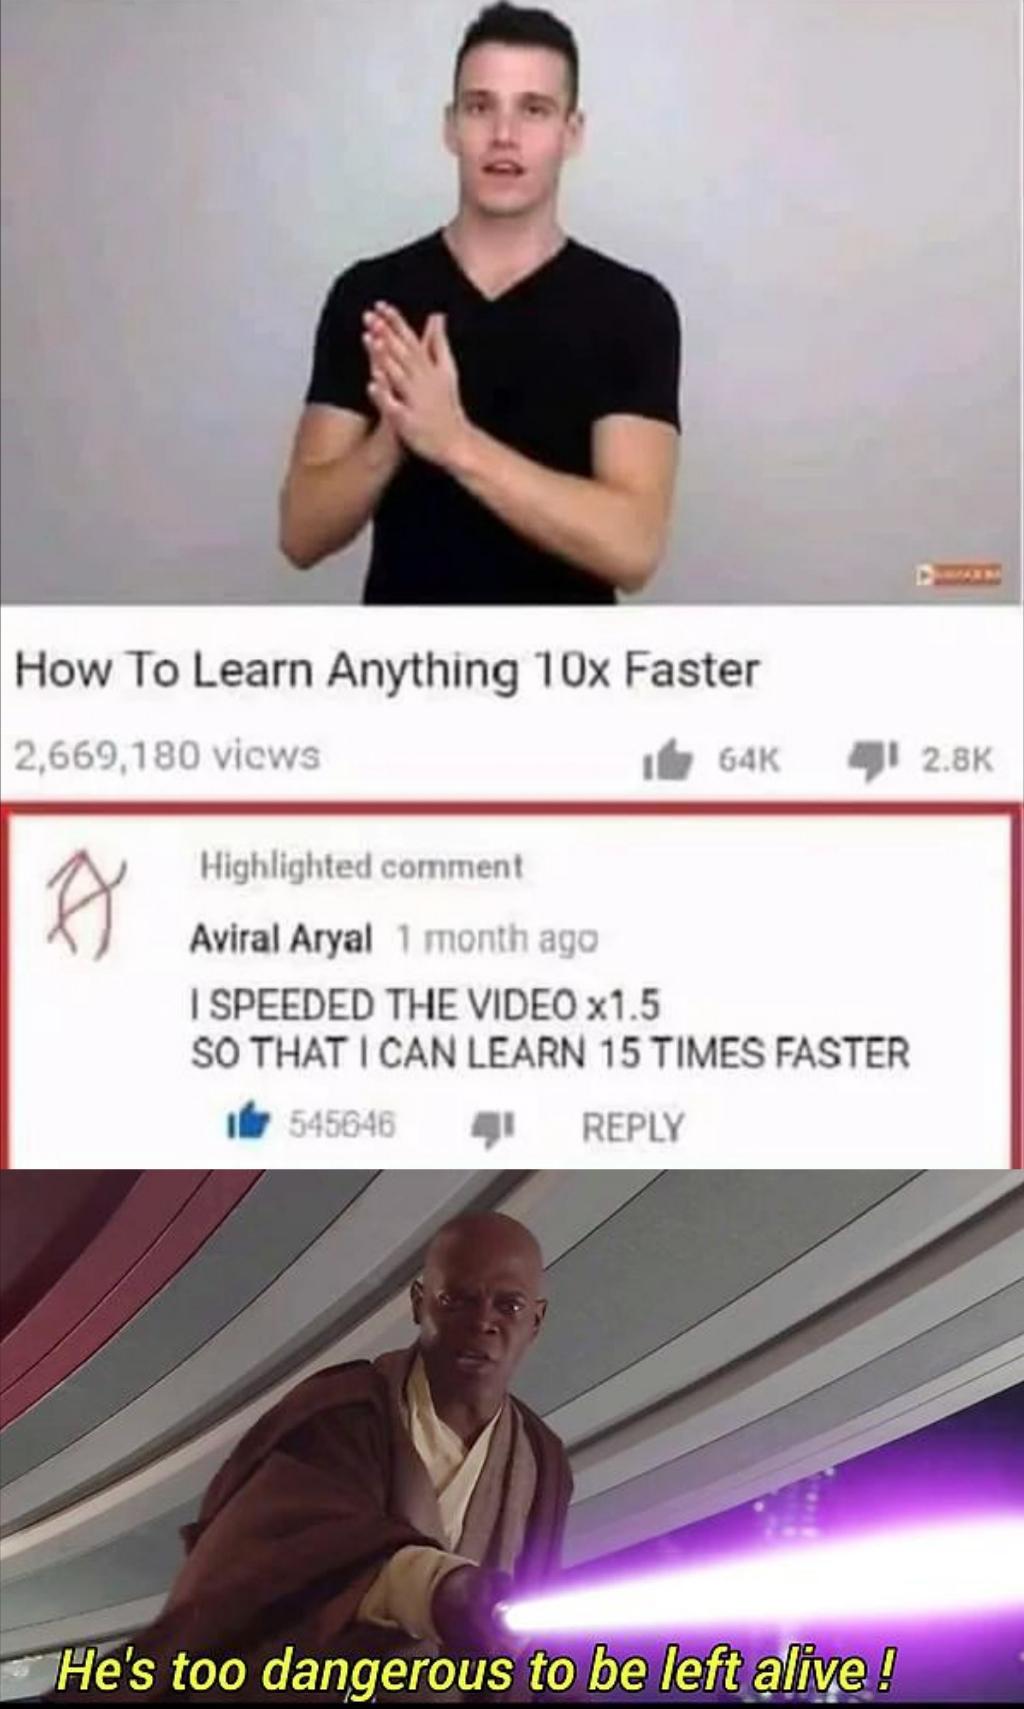 How To Learn Anything 10x Faster
2,669,180 views 64K 2.8K
Highlighted comment
Aviral Aryal 1 month ago
I SPEEDED THE VIDEO x1.5
SO THAT I CAN LEARN 15 TIMES FASTER
545646 REPLY
He's too dangerous to be left alive !